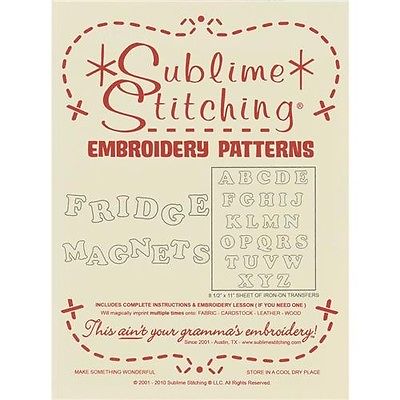 Sublime
Stitching®
EMBROIDERY PATTERNS
FRIDGE
MAGNETS
ABCDE
FGHIJ
KLMN
OPQRS
TUVW
XYZ
8 1/2" x 11" SHEET OF IRON-ON TRANSFERS
INCLUDES COMPLETE INSTRUCTIONS & EMBROIDERY LESSON ( IF YOU NEED ONE )
Will magically imprint multiple times onto: FABRIC - CARDSTOCK - LEATHER - WOOD
This ain't your gramma's embroidery!
Since 2001 - Austin, TX - www.sublimestitching.com
MAKE SOMETHING WONDERFUL
STORE IN A COOL DRY PLACE
© 2001 - 2010 Sublime Stitching ® LLC. All Rights Reserved.